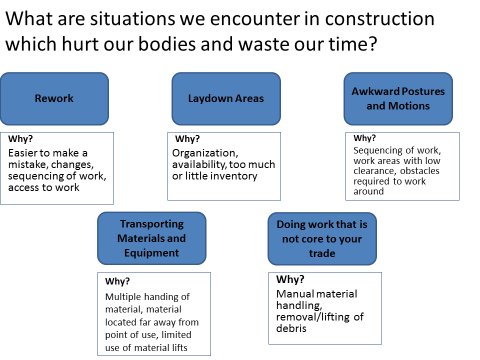 What are situations we encounter in construction
which hurt our bodies and waste our time?
Rework
Why?
Easier to make a
mistake, changes,
sequencing of work,
access to work
Laydown Areas
Why?
Organization,
availability, too much
or little inventory
Awkward Postures
and Motions
Why?
Sequencing of work,
work areas with low
clearance, obstacles
required to work
around
Transporting
Materials and
Equipment
Why?
Multiple handing of
material, material
located far away from
point of use, limited
use of material lifts
Doing work that is
not core to your
trade
Why?
Manual material
handling,
removal/lifting of
debris